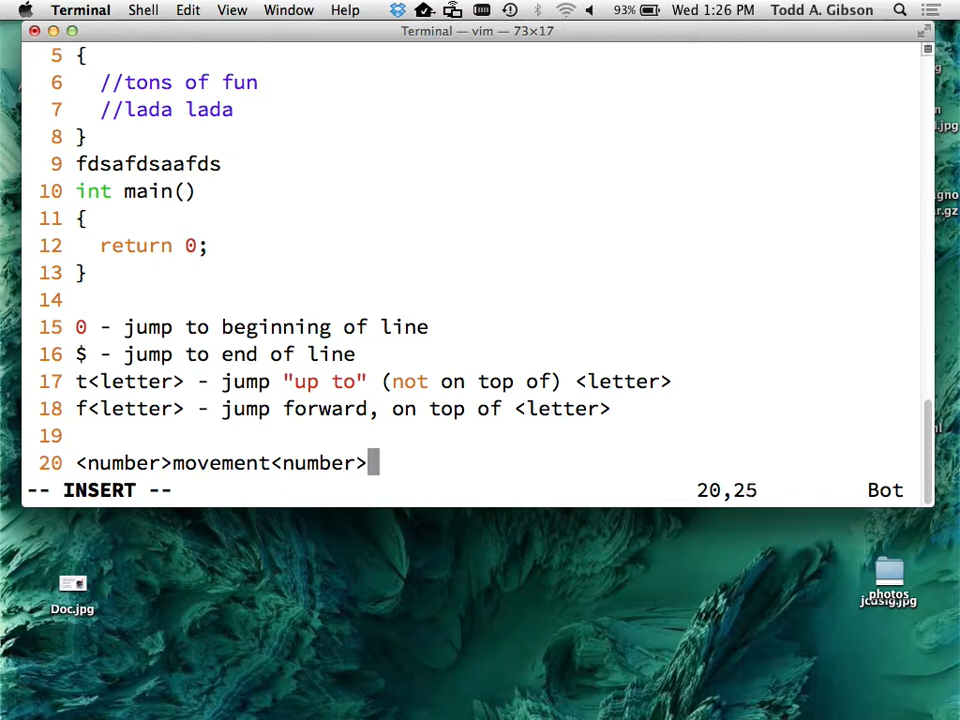 Terminal Shell Edit View Window Help 93% Wed 1:26 PM Todd A. Gibson
Terminal — vim — 73×17
5 {
6 //tons of fun
7 //lada lada
8 }
9 fdsafdsaafds
10 int main()
11 {
12 return 0;
13 }
14
15 0 - jump to beginning of line
16 $ - jump to end of line
17 t<letter> - jump "up to" (not on top of) <letter>
18 f<letter> - jump forward, on top of <letter>
19
20 <number>movement<number>
-- INSERT -- 20,25 Bot
Doc.jpg
photos